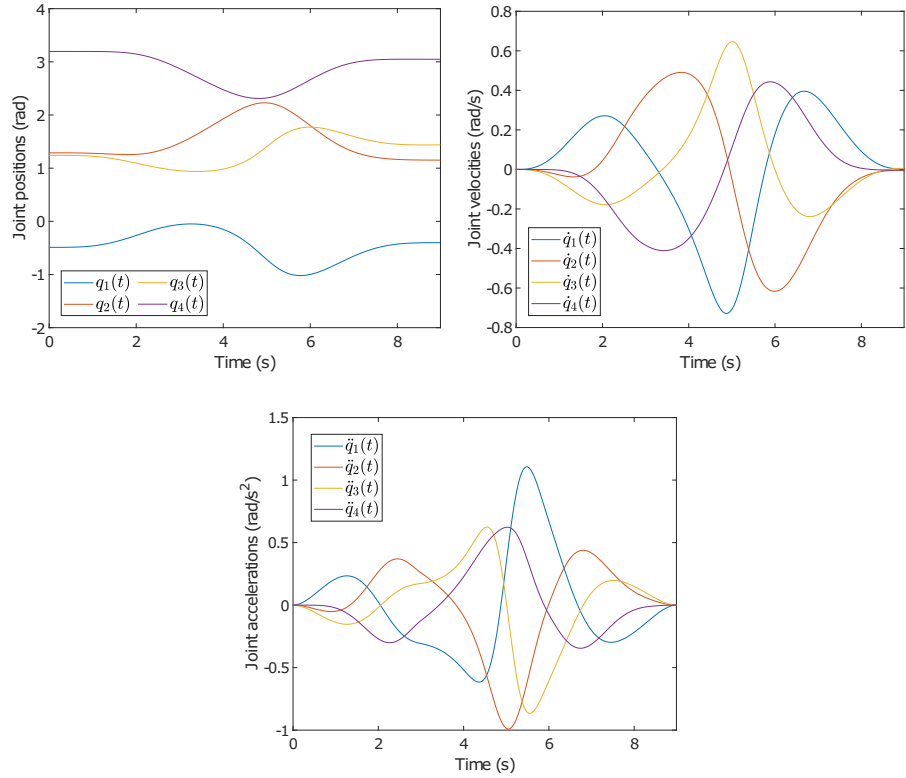 4
3
2
1
0
-1
-2
0 2 4 6 8
Joint positions (rad)
Time (s)
q₁(t) q₃(t)
q₂(t) q₄(t)
0.8
0.6
0.4
0.2
0
-0.2
-0.4
-0.6
-0.8
0 2 4 6 8
Joint velocities (rad/s)
Time (s)
q̇₁(t)
q̇₂(t)
q̇₃(t)
q̇₄(t)
1.5
1
0.5
0
-0.5
-1
0 2 4 6 8
Joint accelerations (rad/s²)
Time (s)
q̈₁(t)
q̈₂(t)
q̈₃(t)
q̈₄(t)